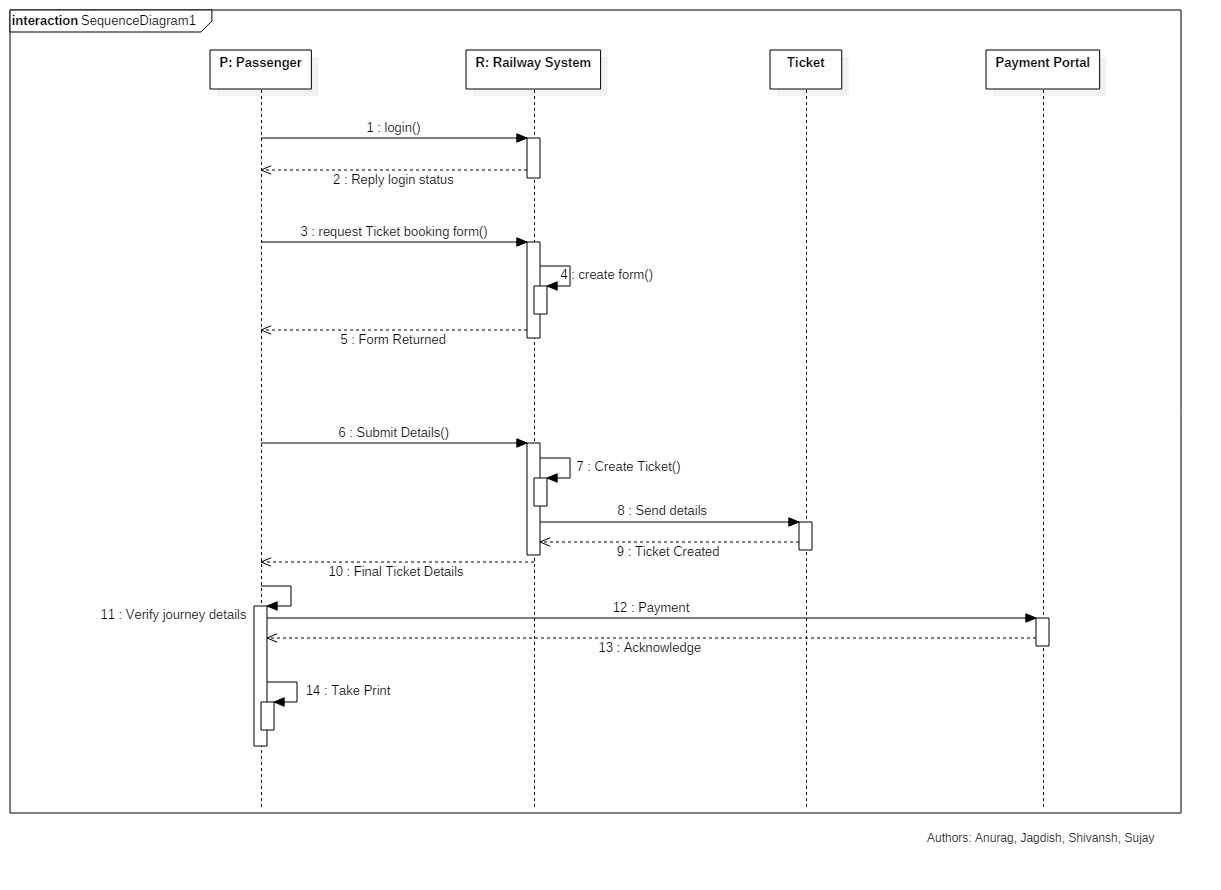 interaction SequenceDiagram1
P: Passenger
R: Railway System
Ticket
Payment Portal
1 : login()
2 : Reply login status
3 : request Ticket booking form()
4 : create form()
5 : Form Returned
6 : Submit Details()
7 : Create Ticket()
8 : Send details
9 : Ticket Created
10 : Final Ticket Details
11 : Verify journey details
12 : Payment
13 : Acknowledge
14 : Take Print
Authors: Anurag, Jagdish, Shivansh, Sujay